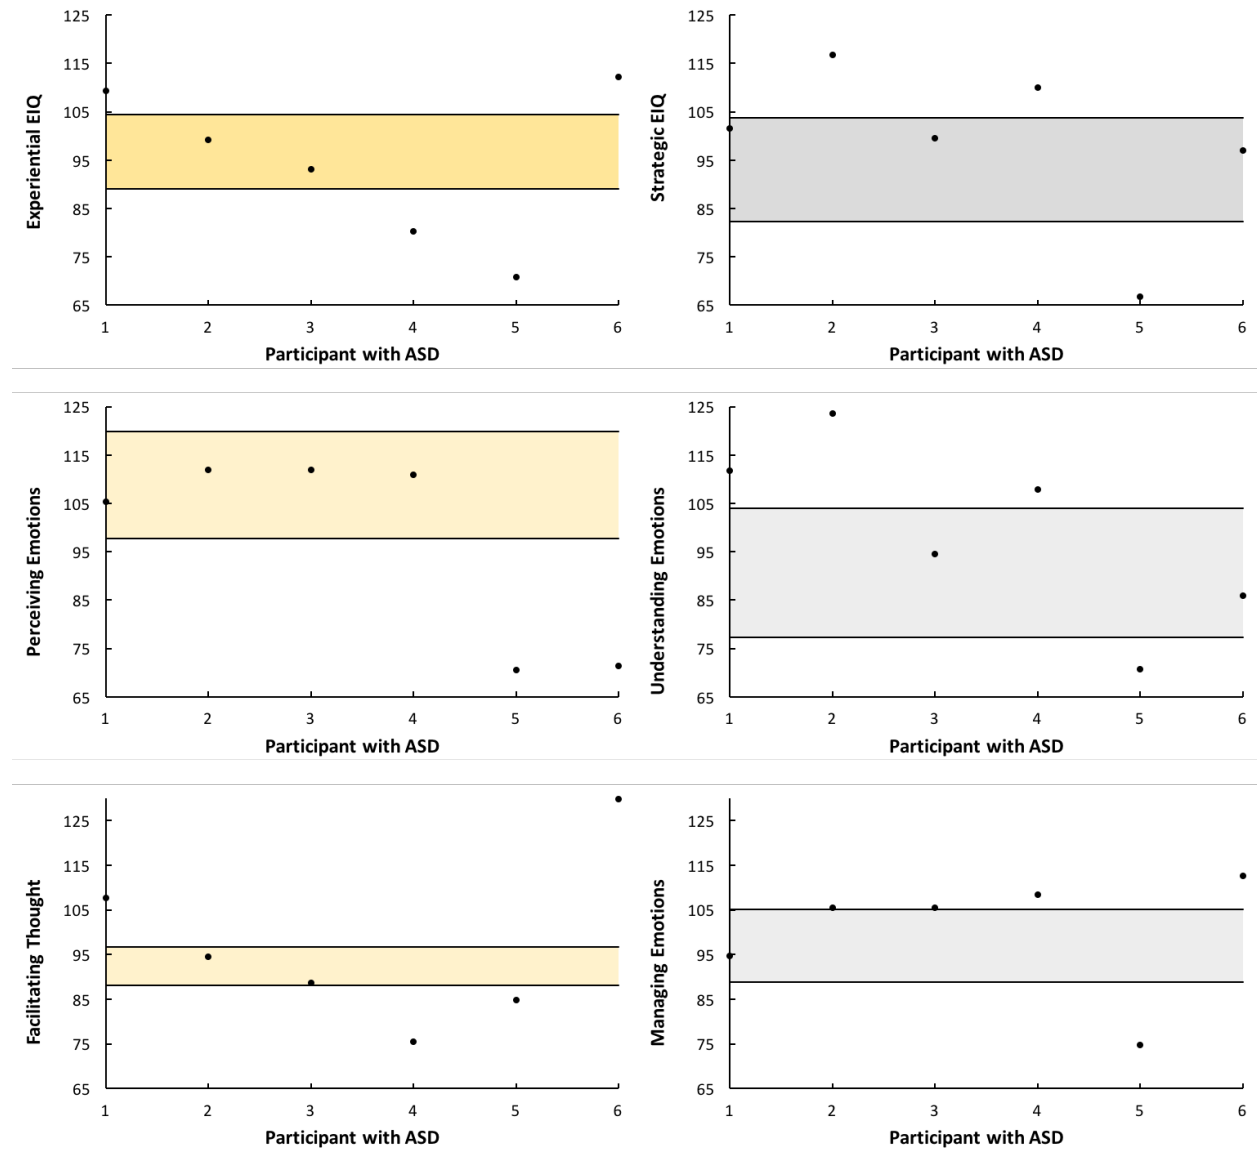 Experiential EIQ
125
115
105
95
85
75
65
1 2 3 4 5 6
Participant with ASD
Strategic EIQ
125
115
105
95
85
75
65
1 2 3 4 5 6
Participant with ASD
Perceiving Emotions
125
115
105
95
85
75
65
1 2 3 4 5 6
Participant with ASD
Understanding Emotions
125
115
105
95
85
75
65
1 2 3 4 5 6
Participant with ASD
Facilitating Thought
125
115
105
95
85
75
65
1 2 3 4 5 6
Participant with ASD
Managing Emotions
125
115
105
95
85
75
65
1 2 3 4 5 6
Participant with ASD